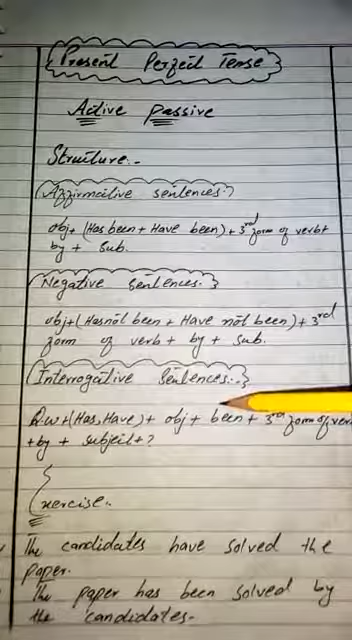 Present Perfect Tense
Active passive
Structure.-
Affirmative sentences:
obj+ (Has been + Have been) + 3rd form of verb+
by + sub.
Negative sentences.
obj+ (Has not been + Have not been) + 3rd
form of verb + by + sub.
Interrogative Sentences..
Q.w+(Has, Have)+ obj + been + 3rd form of verb
+by + subject+?
Exercise..
The candidates have solved the
paper.
The paper has been solved by
the candidates.